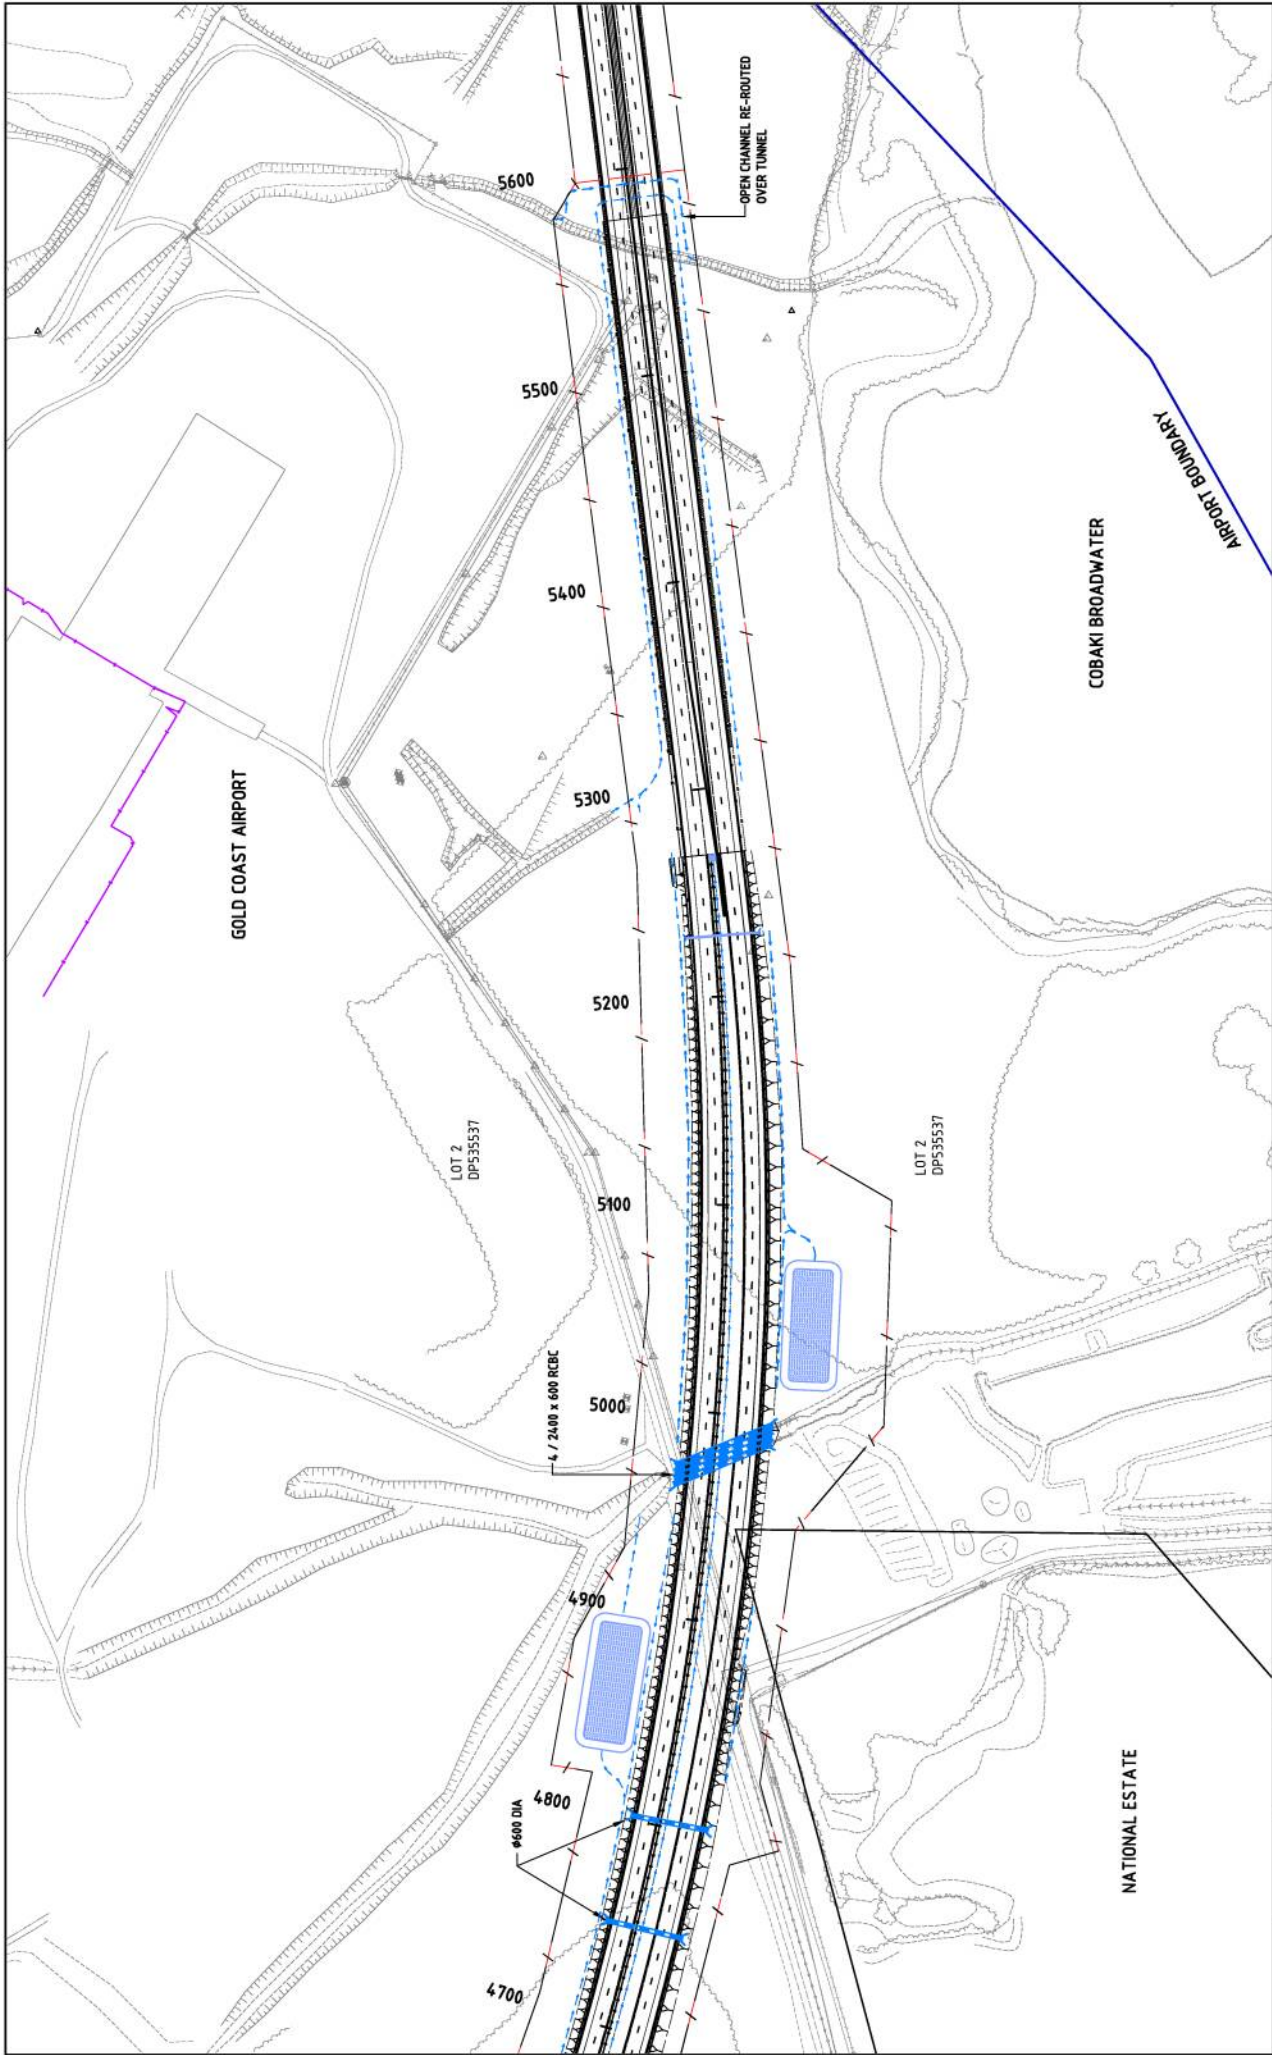 OPEN CHANNEL RE-ROUTED
OVER TUNNEL
5600
5500
AIRPORT BOUNDARY
5400
COBAKI BROADWATER
GOLD COAST AIRPORT
5300
5200
LOT 2
DP535537
LOT 2
DP535537
5100
4 / 2400 x 600 RCBC
5000
4900
4800
Ø600 DIA
NATIONAL ESTATE
4700